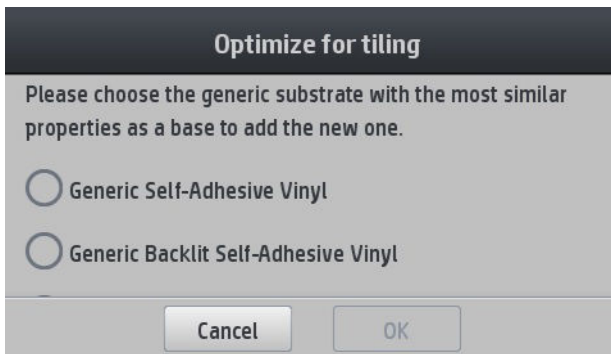 Optimize for tiling
Please choose the generic substrate with the most similar
properties as a base to add the new one.
Generic Self-Adhesive Vinyl
Generic Backlit Self-Adhesive Vinyl
Cancel
OK